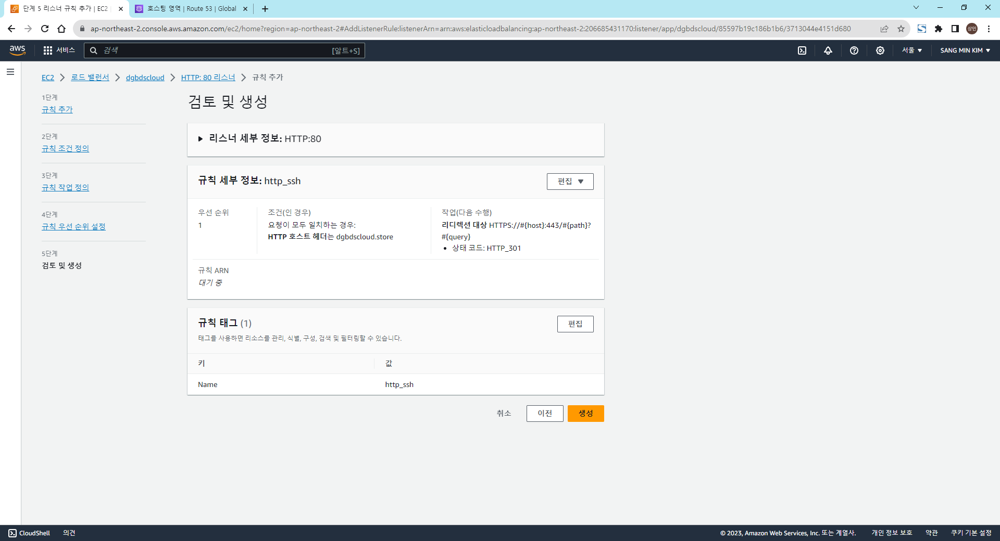 단계 5 리스너 규칙 추가 | EC2
호스팅 영역 | Route 53 | Global
ap-northeast-2.console.aws.amazon.com/ec2/home?region=ap-northeast-2#AddListenerRule:listenerArn=arn:aws:elasticloadbalancing:ap-northeast-2:206685431170:listener/app/dgbdscloud/85597b19c186b1b6/3713044e4151d680
상민
aws
서비스
검색
[알트+S]
서울
SANG MIN KIM
EC2
로드 밸런서
dgbdscloud
HTTP: 80 리스너
규칙 추가
1단계
규칙 추가
2단계
규칙 조건 정의
3단계
규칙 작업 정의
4단계
규칙 우선 순위 설정
5단계
검토 및 생성
검토 및 생성
리스너 세부 정보: HTTP:80
규칙 세부 정보: http_ssh
편집
우선 순위
1
조건(인 경우)
요청이 모두 일치하는 경우:
HTTP 호스트 헤더는 dgbdscloud.store
작업(다음 수행)
리디렉션 대상 HTTPS://#{host}:443/#{path}?
#{query}
• 상태 코드: HTTP_301
규칙 ARN
대기 중
규칙 태그 (1)
편집
태그를 사용하면 리소스를 관리, 식별, 구성, 검색 및 필터링할 수 있습니다.
키
값
Name
http_ssh
취소
이전
생성
CloudShell
의견
© 2023, Amazon Web Services, Inc. 또는 계열사.
개인 정보 보호
약관
쿠키 기본 설정